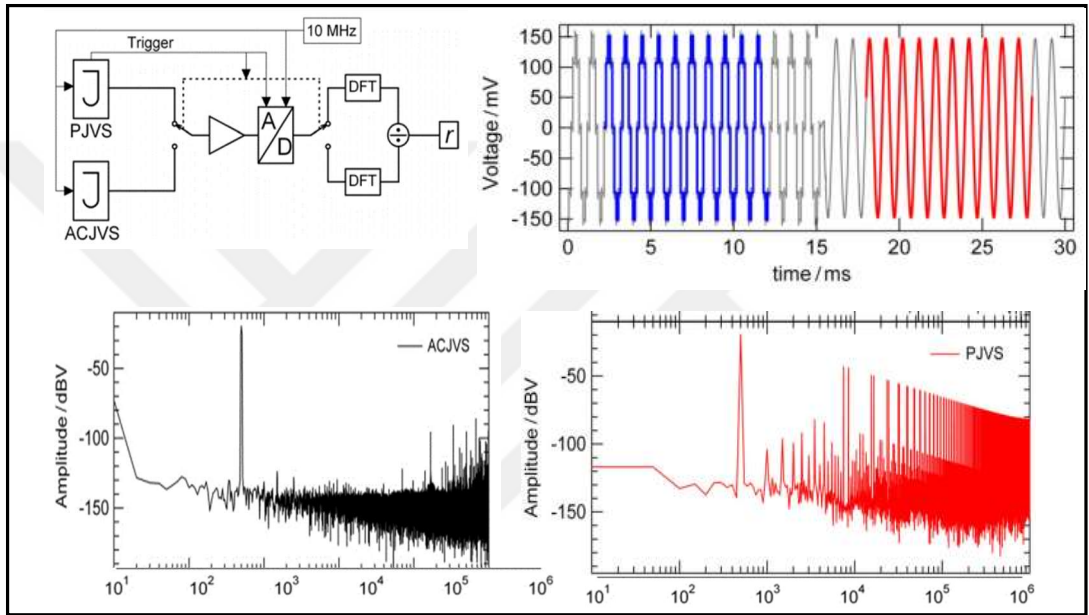 10 MHz
Trigger
J
PJVS
J
ACJVS
A
D
DFT
DFT
÷
r
Voltage / mV
150
100
50
0
-50
-100
-150
0 5 10 15 20 25 30
time / ms
Amplitude / dBV
-50
-100
-150
ACJVS
10¹ 10² 10³ 10⁴ 10⁵ 10⁶
Amplitude / dBV
-50
-100
-150
PJVS
10¹ 10² 10³ 10⁴ 10⁵ 10⁶